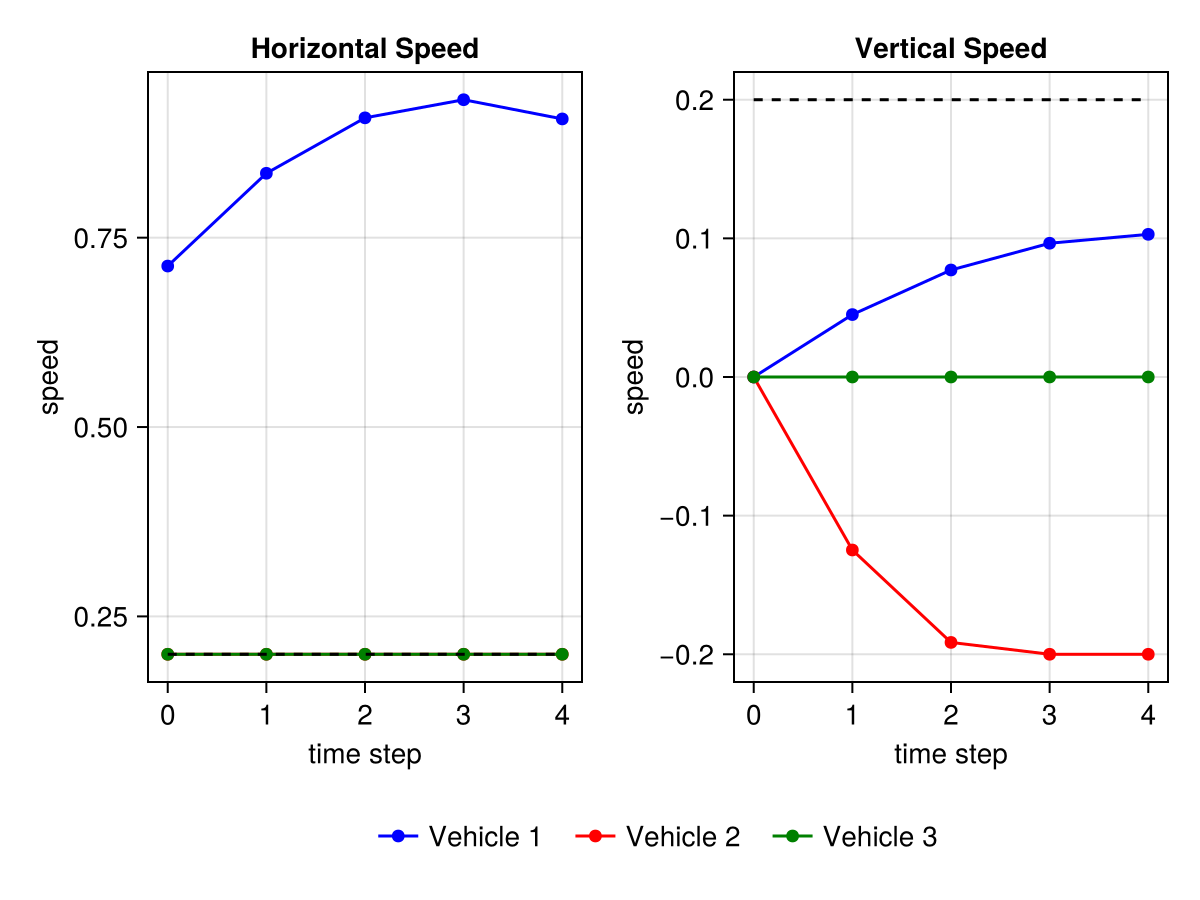 Horizontal Speed
speed
0.75
0.50
0.25
0
1
2
3
4
time step
Vertical Speed
speed
0.2
0.1
0.0
−0.1
−0.2
0
1
2
3
4
time step
Vehicle 1
Vehicle 2
Vehicle 3